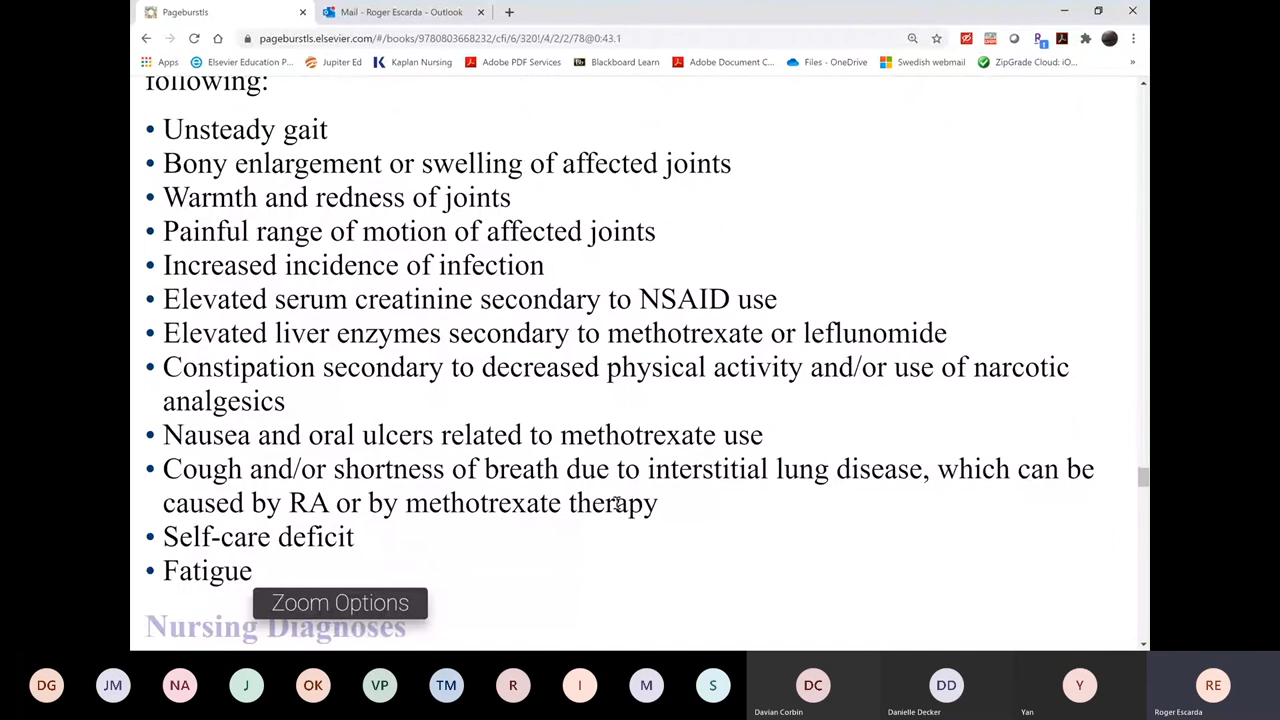 Pageburstls
Mail - Roger Escarda - Outlook
pageburstls.elsevier.com/#/books/9780803668232/cfi/6/320!/4/2/2/78@0:43.1
Apps
Elsevier Education P...
Jupiter Ed
Kaplan Nursing
Adobe PDF Services
Blackboard Learn
Adobe Document C...
Files - OneDrive
Swedish webmail
ZipGrade Cloud: iO...
»
following:
• Unsteady gait
• Bony enlargement or swelling of affected joints
• Warmth and redness of joints
• Painful range of motion of affected joints
• Increased incidence of infection
• Elevated serum creatinine secondary to NSAID use
• Elevated liver enzymes secondary to methotrexate or leflunomide
• Constipation secondary to decreased physical activity and/or use of narcotic
analgesics
• Nausea and oral ulcers related to methotrexate use
• Cough and/or shortness of breath due to interstitial lung disease, which can be
caused by RA or by methotrexate therapy
• Self-care deficit
• Fatigue
Zoom Options
Nursing Diagnoses
DG
JM
NA
J
OK
VP
TM
R
I
M
S
DC
DD
Y
RE
Davian Corbin
Danielle Decker
Yan
Roger Escarda